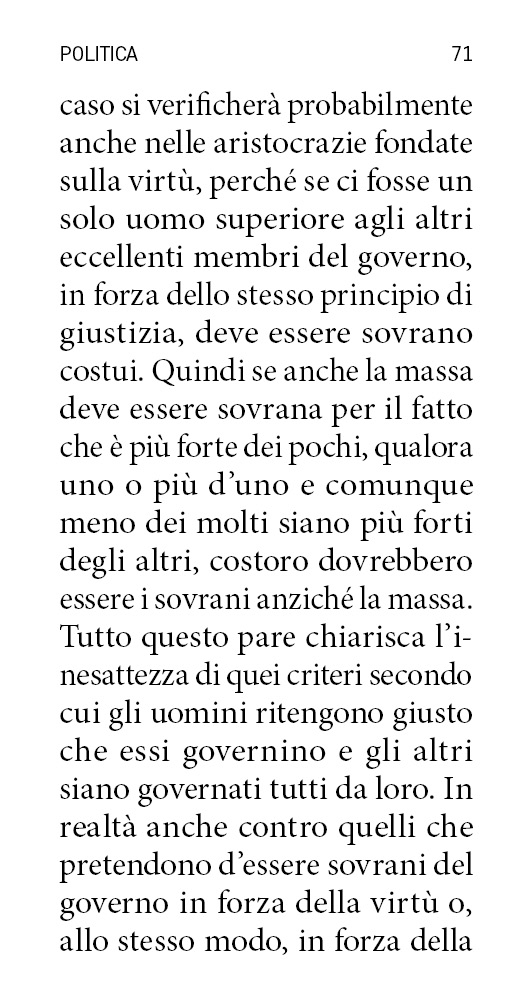 POLITICA 71
caso si verificherà probabilmente
anche nelle aristocrazie fondate
sulla virtù, perché se ci fosse un
solo uomo superiore agli altri
eccellenti membri del governo,
in forza dello stesso principio di
giustizia, deve essere sovrano
costui. Quindi se anche la massa
deve essere sovrana per il fatto
che è più forte dei pochi, qualora
uno o più d’uno e comunque
meno dei molti siano più forti
degli altri, costoro dovrebbero
essere i sovrani anziché la massa.
Tutto questo pare chiarisca l’i-
nesattezza di quei criteri secondo
cui gli uomini ritengono giusto
che essi governino e gli altri
siano governati tutti da loro. In
realtà anche contro quelli che
pretendono d’essere sovrani del
governo in forza della virtù o,
allo stesso modo, in forza della